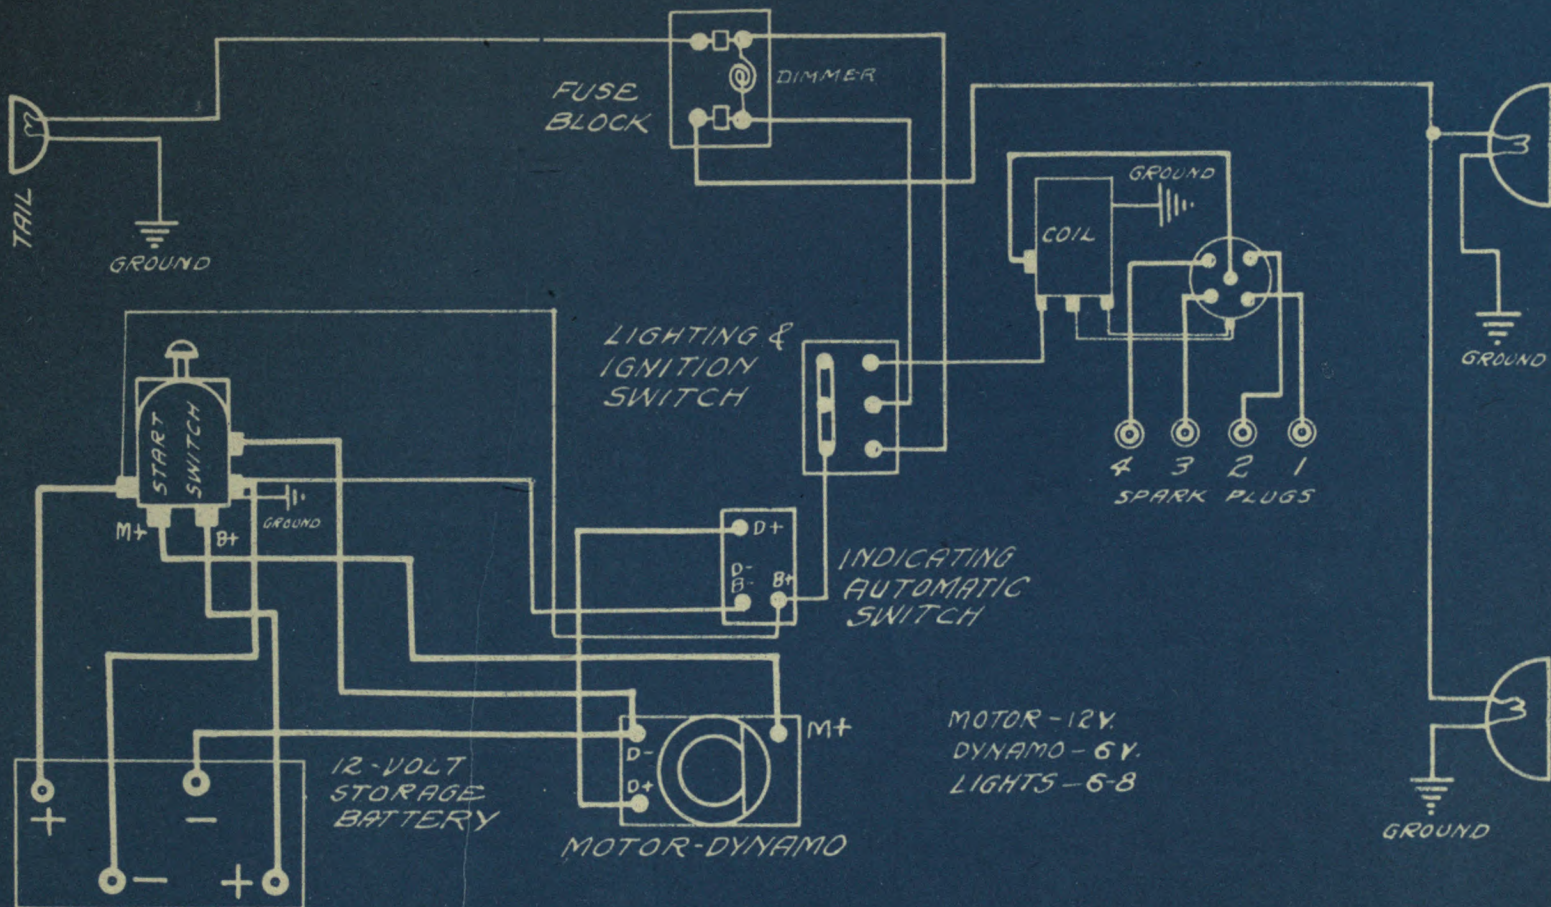 FUSE
BLOCK
DIMMER
TAIL
GROUND
GROUND
COIL
GROUND
LIGHTING &
IGNITION
SWITCH
START
SWITCH
M+
B+
GROUND
4 3 2 1
SPARK PLUGS
D+
D-
B-
B+
INDICATING
AUTOMATIC
SWITCH
12-VOLT
STORAGE
BATTERY
+
-
-
+
D-
D+
M+
MOTOR-DYNAMO
MOTOR-12V.
DYNAMO-6V.
LIGHTS-6-8
GROUND